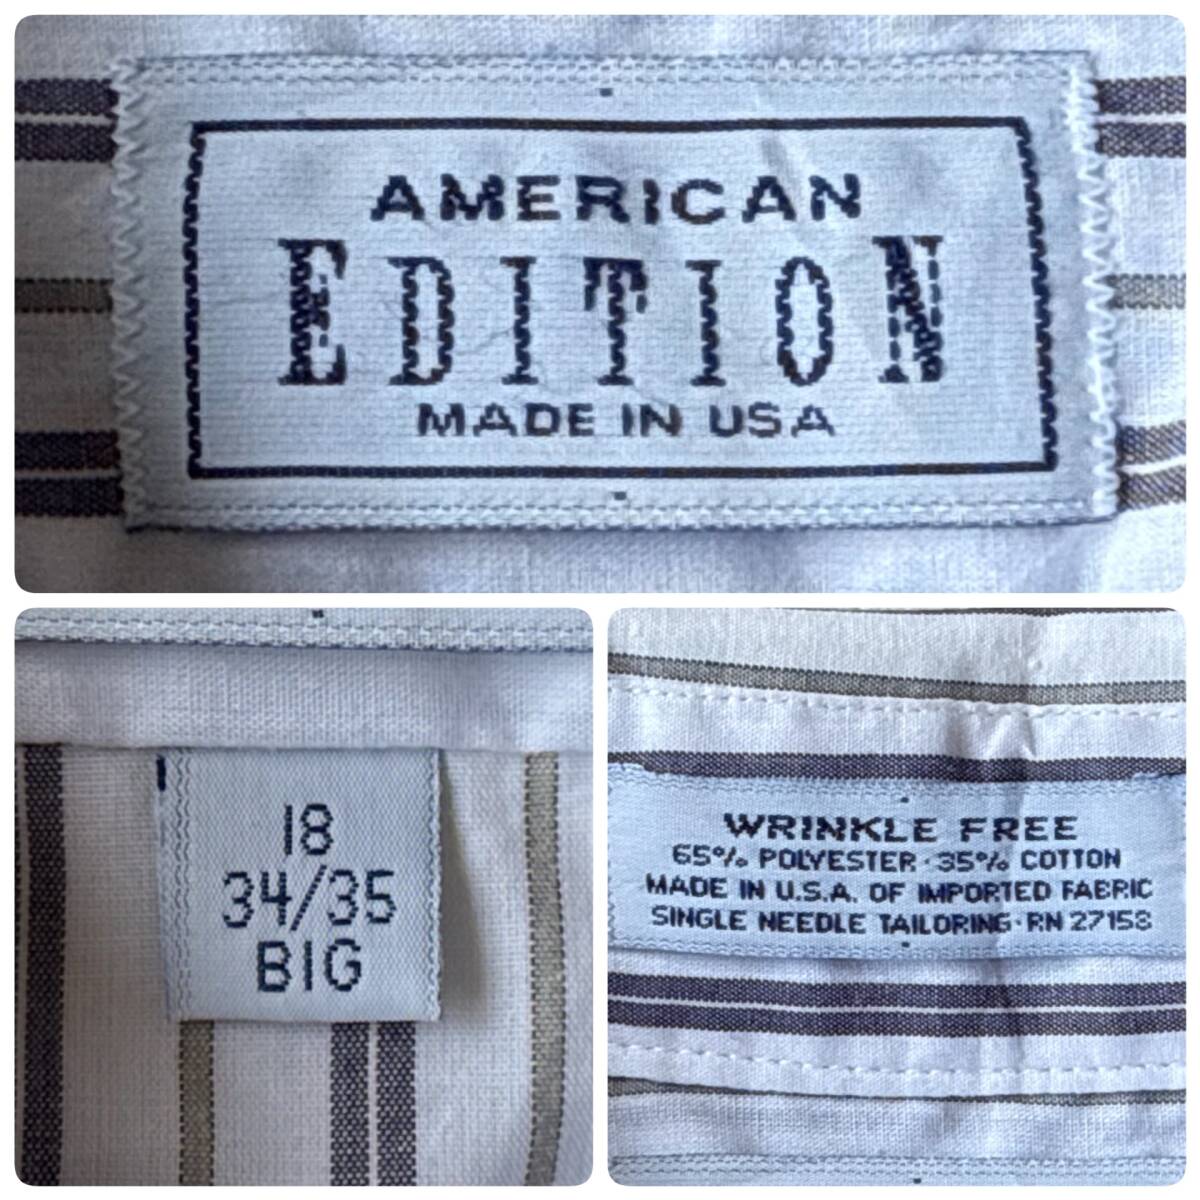 AMERICAN
EDITION
MADE IN USA
18
34/35
BIG
WRINKLE FREE
65% POLYESTER · 35% COTTON
MADE IN U.S.A. OF IMPORTED FABRIC
SINGLE NEEDLE TAILORING · RN 27158